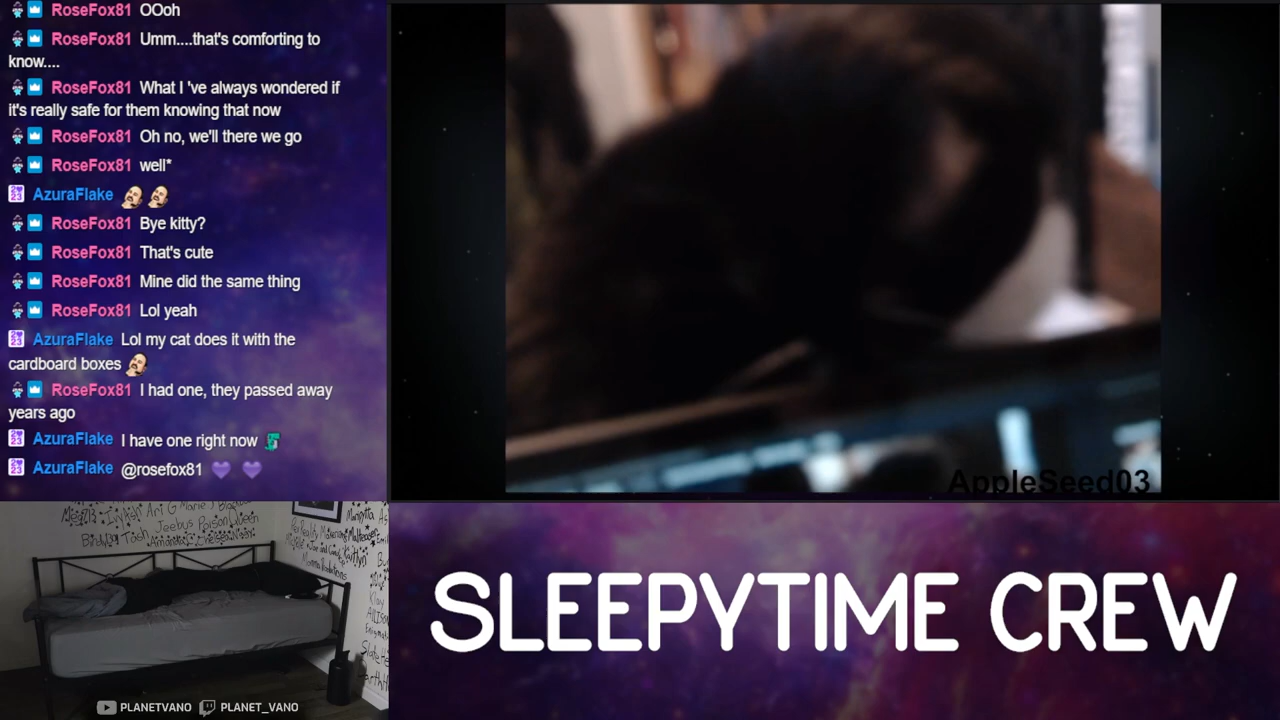 RoseFox81 OOoh
RoseFox81 Umm....that's comforting to
know....
RoseFox81 What I 've always wondered if
it's really safe for them knowing that now
RoseFox81 Oh no, we'll there we go
RoseFox81 well*
AzuraFlake
RoseFox81 Bye kitty?
RoseFox81 That's cute
RoseFox81 Mine did the same thing
RoseFox81 Lol yeah
AzuraFlake Lol my cat does it with the
cardboard boxes
RoseFox81 I had one, they passed away
years ago
AzuraFlake I have one right now
AzuraFlake @rosefox81
AppleSeed03
Jeebus Poison Queen
SLEEPYTIME CREW
PLANETVANO PLANET_VANO